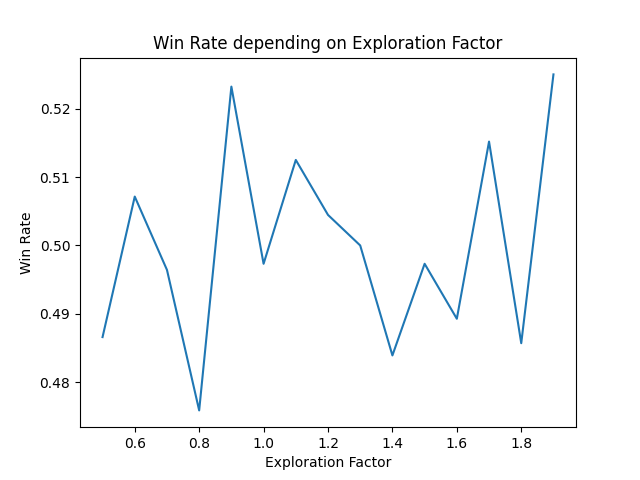 Win Rate depending on Exploration Factor
0.52
0.51
0.50
0.49
0.48
Win Rate
0.6 0.8 1.0 1.2 1.4 1.6 1.8
Exploration Factor